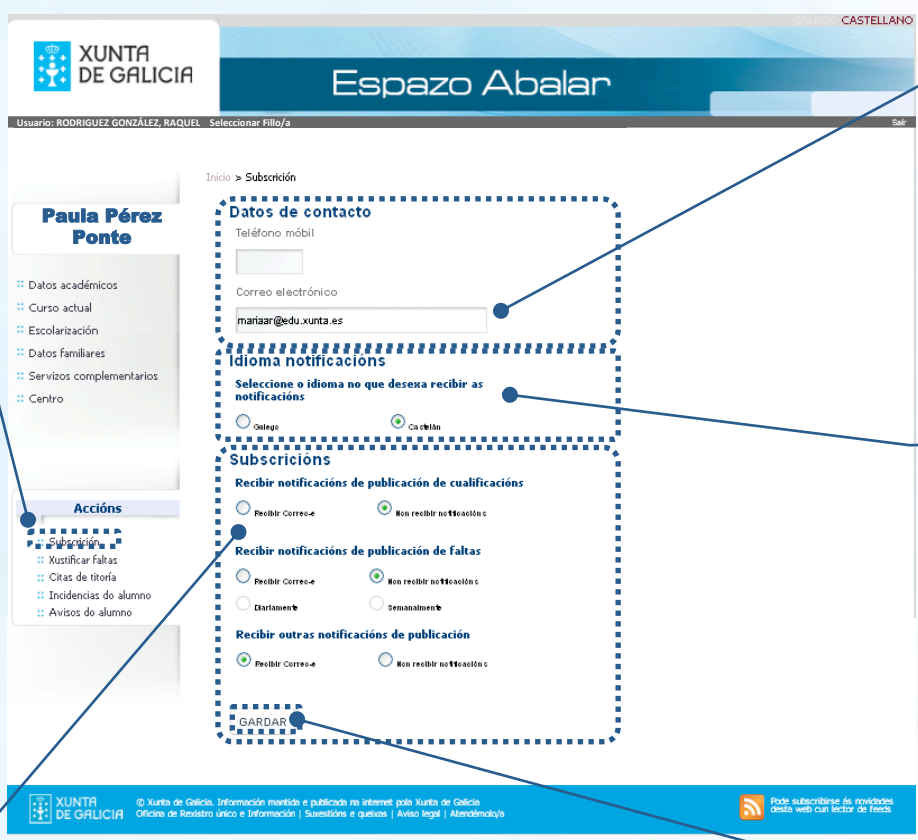 GALEGO CASTELLANO
XUNTA
DE GALICIA
Espazo Abalar
Usuario: RODRIGUEZ GONZÁLEZ, RAQUEL Seleccionar Fillo/a
Sair
Inicio > Subscrición
Paula Pérez
Ponte
Datos académicos
Curso actual
Escolarización
Datos familiares
Servizos complementarios
Centro
Accións
Subscrición
Xustificar faltas
Citas de titoría
Incidencias do alumno
Avisos do alumno
Datos de contacto
Teléfono móbil
Correo electrónico
mariaar@edu.xunta.es
Idioma notificacións
Seleccione o idioma no que desexa recibir as
notificacións
Galego Castelán
Subscricións
Recibir notificacións de publicación de cualificacións
Recibir Correo-e Non recibir notificacións
Recibir notificacións de publicación de faltas
Recibir Correo-e Non recibir notificacións
Diariamente Semanalmente
Recibir outras notificacións de publicación
Recibir Correo-e Non recibir notificacións
GARDAR
XUNTA
DE GALICIA
© Xunta de Galicia. Información mantida e publicada na internet pola Xunta de Galicia
Oficina de Rexistro único e Información | Suxestións e queixas | Aviso legal | Atendémolo/a
Pode subscribirse ás novidades
desta web cun lector de feeds